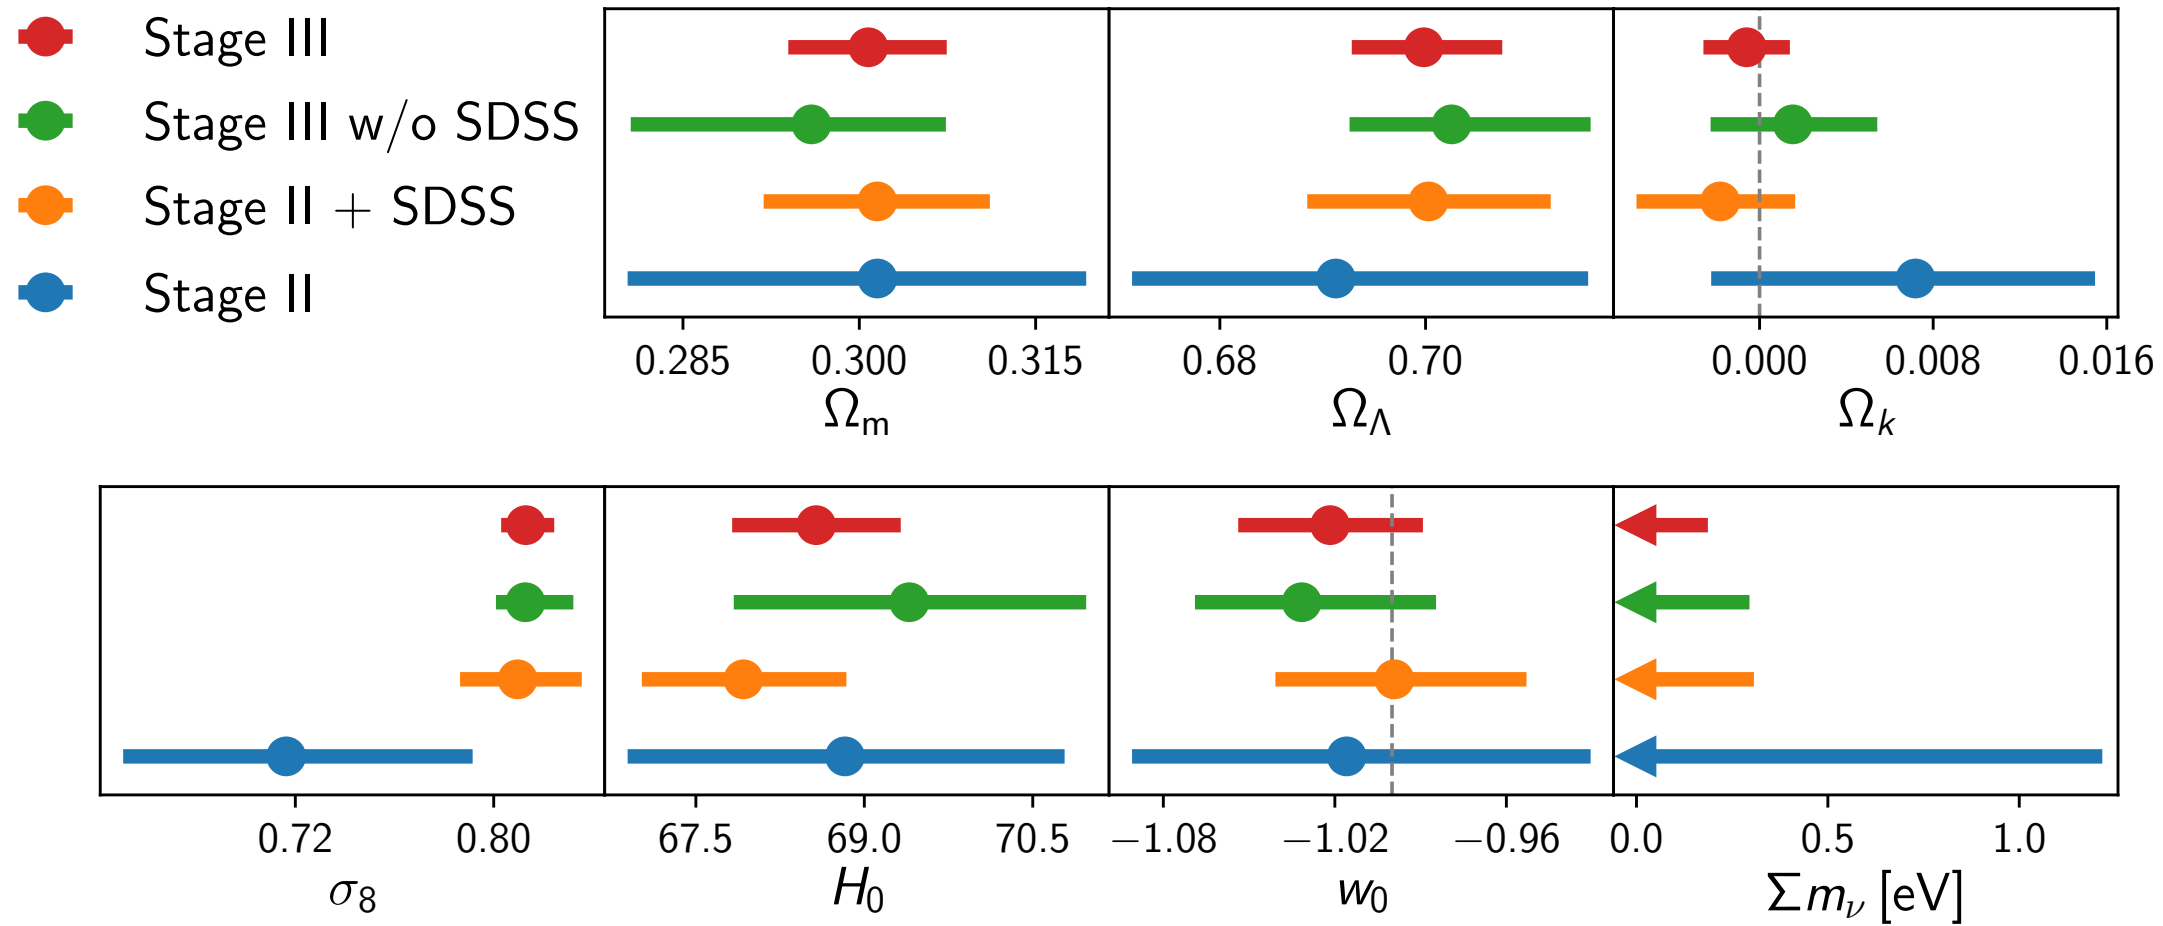 Stage III
Stage III w/o SDSS
Stage II + SDSS
Stage II
0.285 0.300 0.315 0.68 0.70 0.000 0.008 0.016
Ωm ΩΛ Ωk
0.72 0.80 67.5 69.0 70.5 −1.08 −1.02 −0.96 0.0 0.5 1.0
σ8 H0 w0 Σmν [eV]